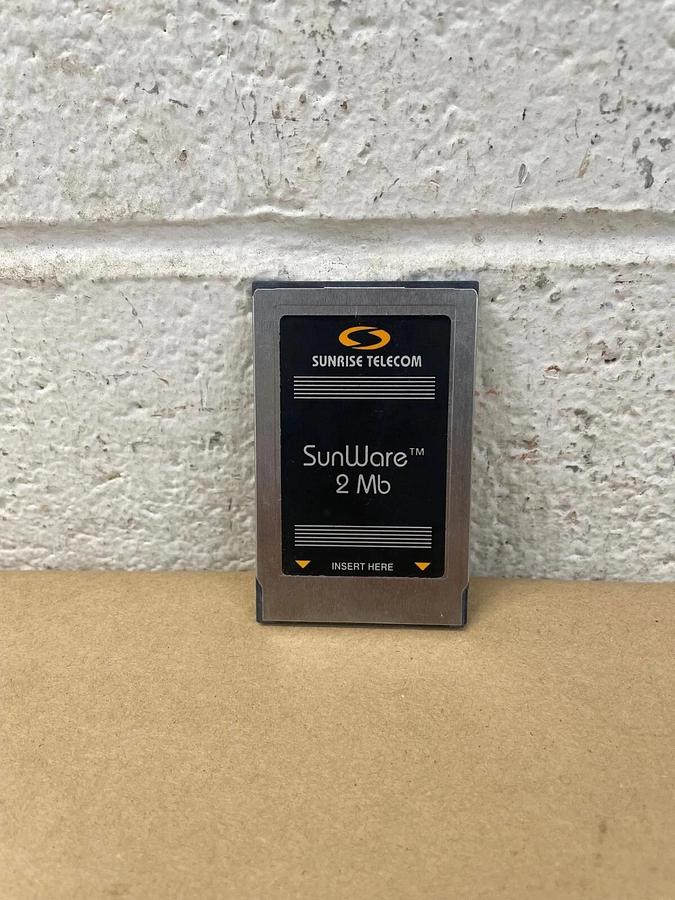 SUNRISE TELECOM
SunWare™
2 Mb
INSERT HERE